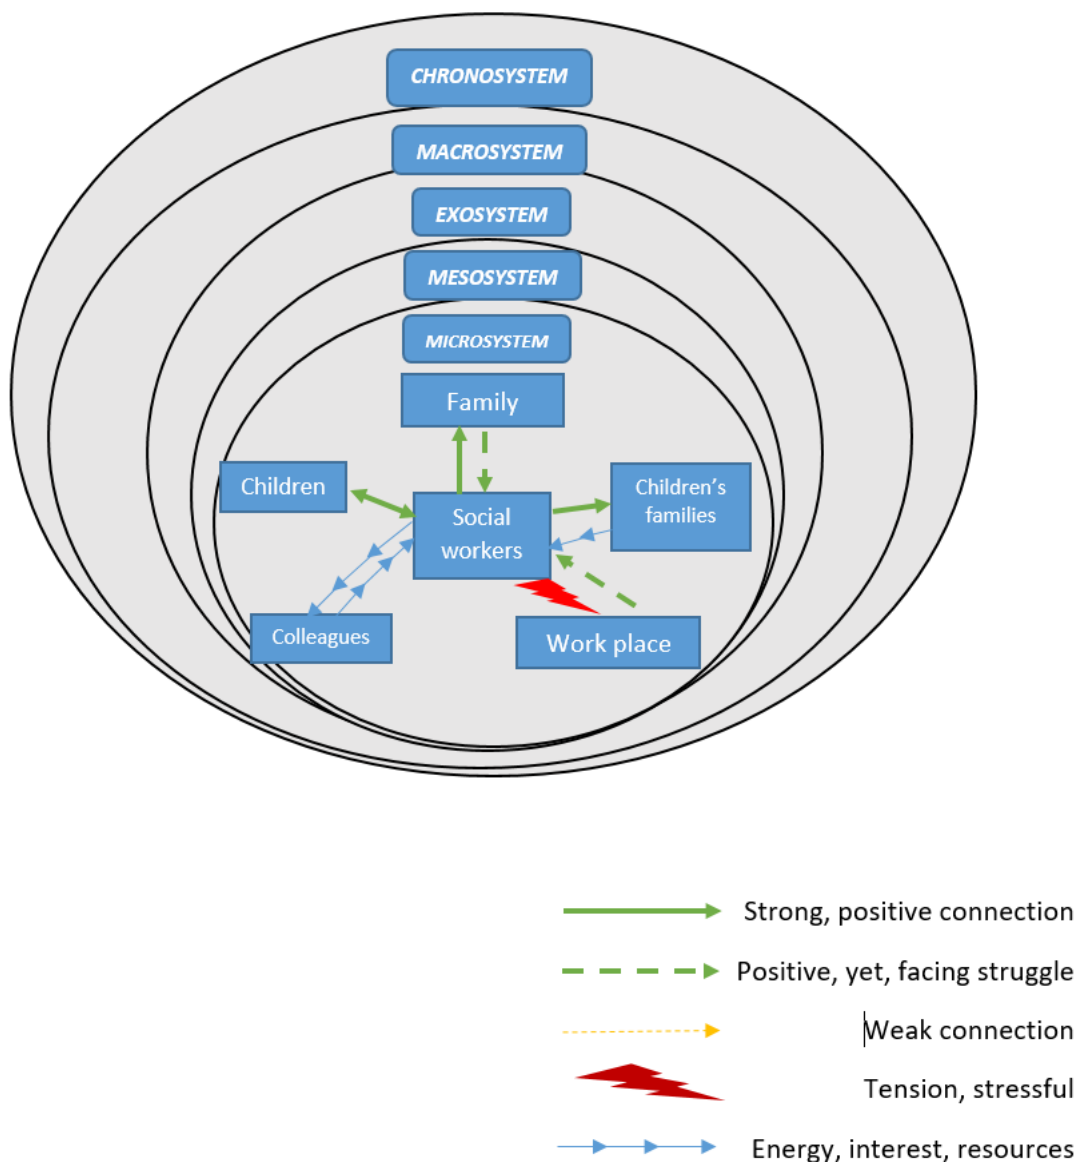 CHRONOSYSTEM
MACROSYSTEM
EXOSYSTEM
MESOSYSTEM
MICROSYSTEM
Family
Children
Social
workers
Children's
families
Colleagues
Work place
Strong, positive connection
Positive, yet, facing struggle
Weak connection
Tension, stressful
Energy, interest, resources